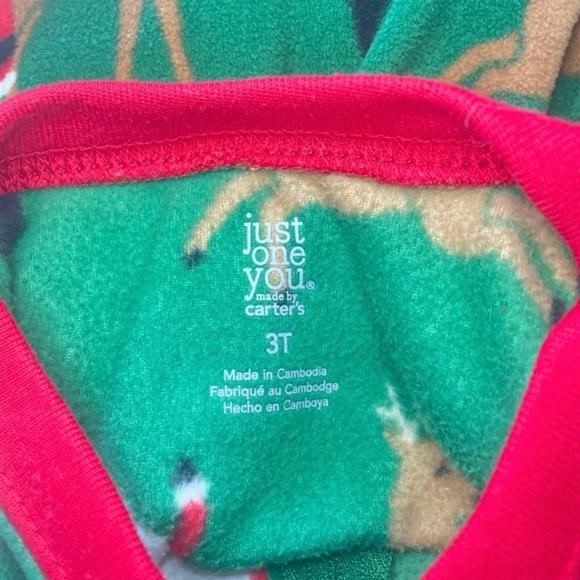 just
one
you®
made by
carter's
3T
Made in Cambodia
Fabriqué au Cambodge
Hecho en Camboya